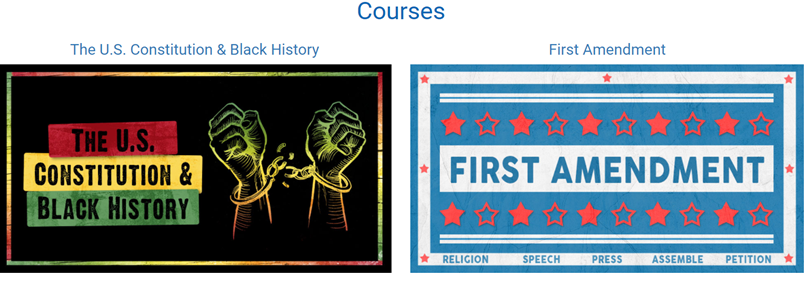 Courses
The U.S. Constitution & Black History
First Amendment
THE U.S.
CONSTITUTION &
BLACK HISTORY
FIRST AMENDMENT
RELIGION SPEECH PRESS ASSEMBLE PETITION